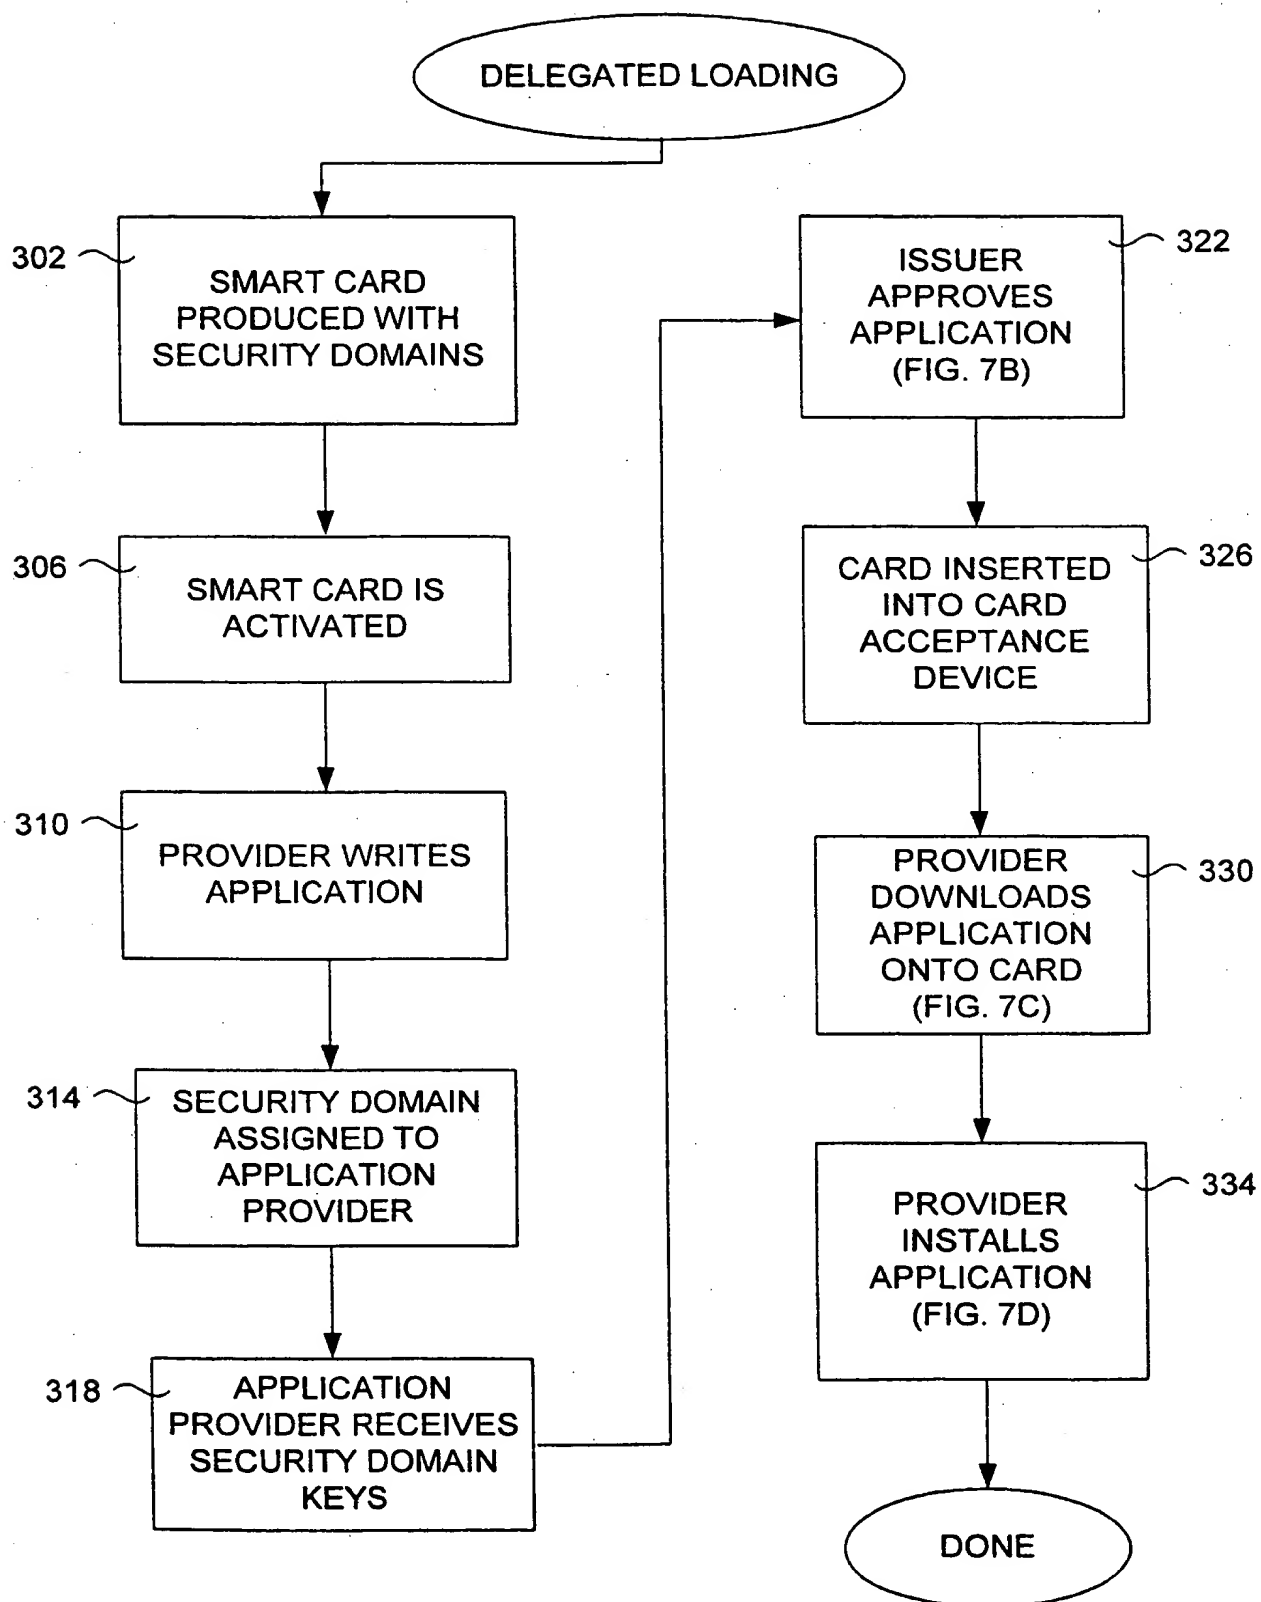 DELEGATED LOADING
302
SMART CARD
PRODUCED WITH
SECURITY DOMAINS
306
SMART CARD IS
ACTIVATED
310
PROVIDER WRITES
APPLICATION
314
SECURITY DOMAIN
ASSIGNED TO
APPLICATION
PROVIDER
318
APPLICATION
PROVIDER RECEIVES
SECURITY DOMAIN
KEYS
322
ISSUER
APPROVES
APPLICATION
(FIG. 7B)
326
CARD INSERTED
INTO CARD
ACCEPTANCE
DEVICE
330
PROVIDER
DOWNLOADS
APPLICATION
ONTO CARD
(FIG. 7C)
334
PROVIDER
INSTALLS
APPLICATION
(FIG. 7D)
DONE